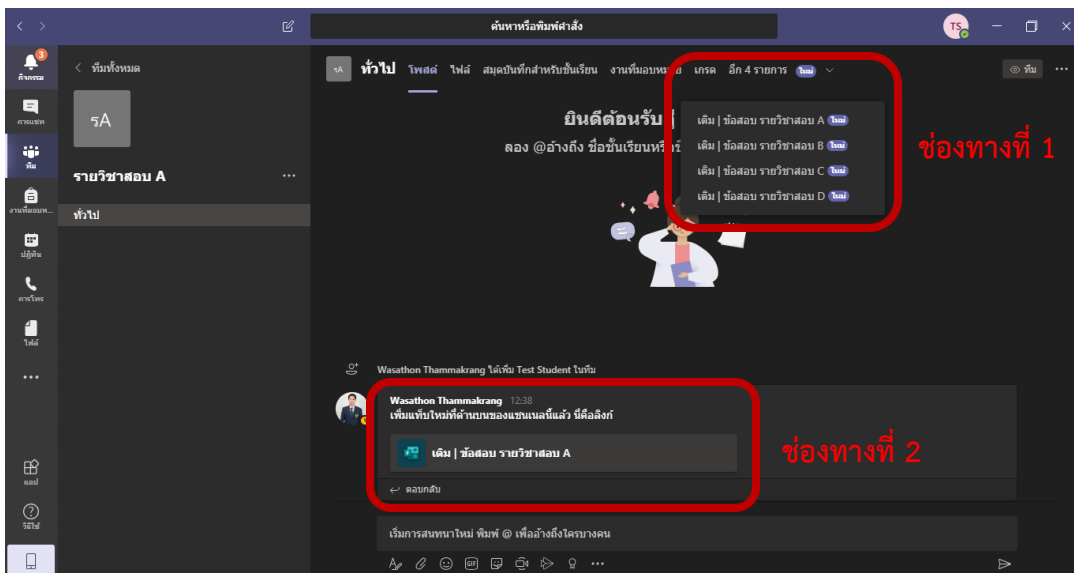 ค้นหาหรือพิมพ์คำสั่ง
TS
3
กิจกรรม
การแชท
ทีม
งานที่มอบห...
ปฏิทิน
การโทร
ไฟล์
แอป
วิธีใช้
ทีมทั้งหมด
รA
รายวิชาสอบ A
ทั่วไป
รA ทั่วไป โพสต์ ไฟล์ สมุดบันทึกสำหรับชั้นเรียน งานที่มอบหมาย เกรด อีก 4 รายการ ใหม่
ทีม
ยินดีต้อนรับสู่
ลอง @อ้างถึง ชื่อชั้นเรียนหรือ
เติม | ข้อสอบ รายวิชาสอบ A ใหม่
เติม | ข้อสอบ รายวิชาสอบ B ใหม่
เติม | ข้อสอบ รายวิชาสอบ C ใหม่
เติม | ข้อสอบ รายวิชาสอบ D ใหม่
ช่องทางที่ 1
Wasathon Thammakrang ได้เพิ่ม Test Student ในทีม
Wasathon Thammakrang 12:38
เพิ่มแท็บใหม่ที่ด้านบนของแชนเนลนี้แล้ว นี่คือลิงก์
เติม | ข้อสอบ รายวิชาสอบ A
ตอบกลับ
ช่องทางที่ 2
เริ่มการสนทนาใหม่ พิมพ์ @ เพื่ออ้างถึงใครบางคน
GIF